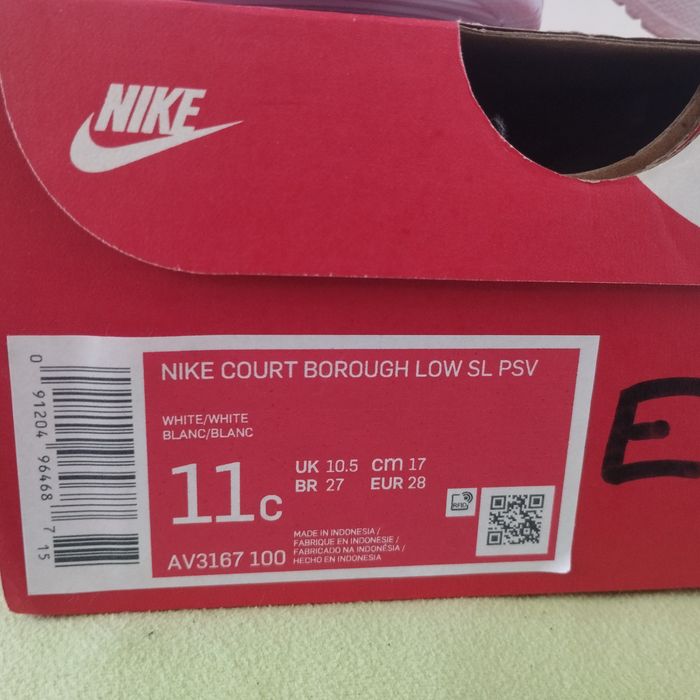 NIKE
NIKE COURT BOROUGH LOW SL PSV
WHITE/WHITE
BLANC/BLANC
11C
UK 10.5 cm 17
BR 27 EUR 28
AV3167 100
MADE IN INDONESIA /
FABRIQUE EN INDONESIE /
FABRICADO NA INDONÉSIA /
HECHO EN INDONESIA
RFID
0 91204 96468 7 15
E